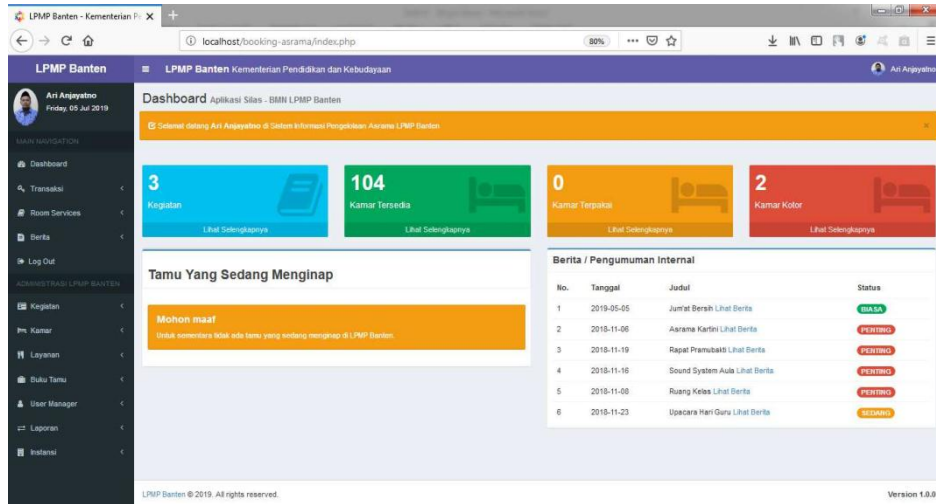 LPMP Banten - Kementerian P
localhost/booking-asrama/index.php
80%
LPMP Banten
LPMP Banten Kementerian Pendidikan dan Kebudayaan
Ari Anjayatno
Ari Anjayatno
Friday, 05 Jul 2019
Dashboard Aplikasi Silas - BMN LPMP Banten
Selamat datang Ari Anjayatno di Sistem Informasi Pengelolaan Asrama LPMP Banten
MAIN NAVIGATION
Dashboard
Transaksi
Room Services
Berita
Log Out
ADMINISTRASI LPMP BANTEN
Kegiatan
Kamar
Layanan
Buku Tamu
User Manager
Laporan
Instansi
3
Kegiatan
Lihat Selengkapnya
104
Kamar Tersedia
Lihat Selengkapnya
0
Kamar Terpakai
Lihat Selengkapnya
2
Kamar Kotor
Lihat Selengkapnya
Tamu Yang Sedang Menginap
Mohon maaf
Untuk sementara tidak ada tamu yang sedang menginap di LPMP Banten.
Berita / Pengumuman Internal
No. Tanggal Judul Status
1 2019-05-05 Jum'at Bersih Lihat Berita BIASA
2 2018-11-06 Asrama Kartini Lihat Berita PENTING
3 2018-11-19 Rapat Pramubakti Lihat Berita PENTING
4 2018-11-16 Sound System Aula Lihat Berita PENTING
5 2018-11-08 Ruang Kelas Lihat Berita PENTING
6 2018-11-23 Upacara Hari Guru Lihat Berita SEDANG
LPMP Banten © 2019. All rights reserved.
Version 1.0.0